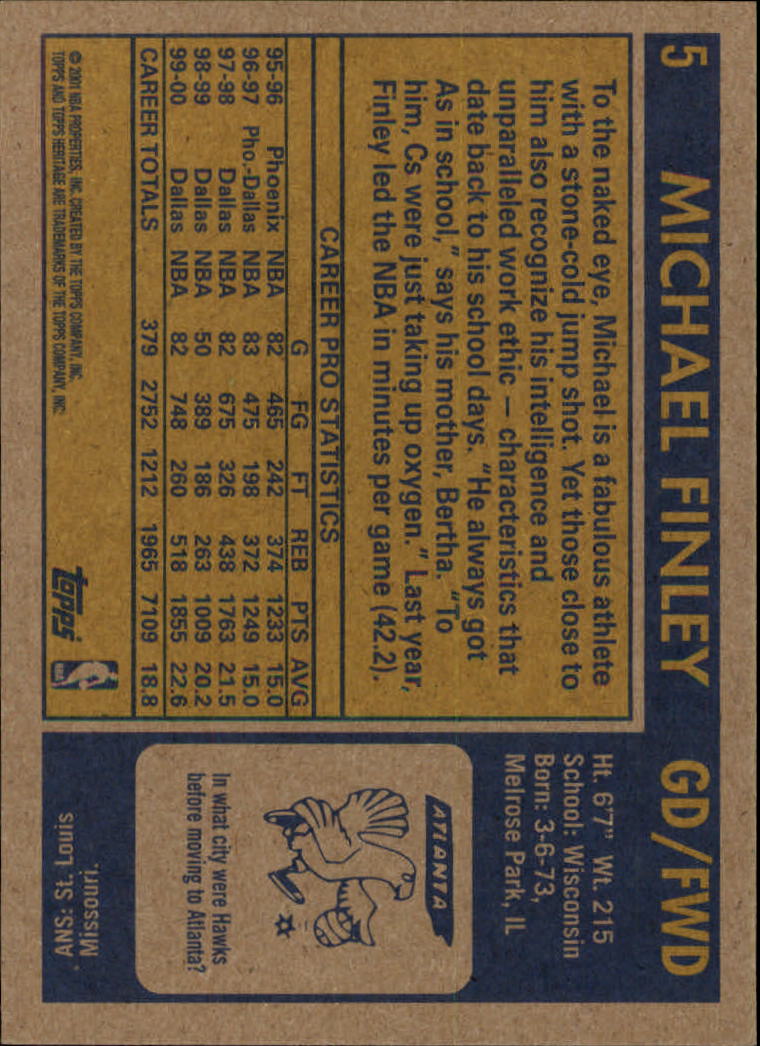 5 MICHAEL FINLEY GD/FWD
To the naked eye, Michael is a fabulous athlete
with a stone-cold jump shot. Yet those close to
him also recognize his intelligence and
unparalleled work ethic – characteristics that
date back to his school days. "He always got
As in school," says his mother, Bertha. "To
him, Cs were just taking up oxygen." Last year,
Finley led the NBA in minutes per game (42.2).
CAREER PRO STATISTICS
G FG FT REB PTS AVG
95-96 Phoenix NBA 82 465 242 374 1233 15.0
96-97 Pho.-Dallas NBA 83 475 198 372 1249 15.0
97-98 Dallas NBA 82 675 326 438 1763 21.5
98-99 Dallas NBA 50 389 186 263 1009 20.2
99-00 Dallas NBA 82 748 260 518 1855 22.6
CAREER TOTALS 379 2752 1212 1965 7109 18.8
© 2001 NBA PROPERTIES, INC. CREATED BY THE TOPPS COMPANY, INC.
TOPPS AND TOPPS HERITAGE ARE TRADEMARKS OF THE TOPPS COMPANY, INC.
topps
NBA
Ht. 6'7" Wt. 215
School: Wisconsin
Born: 3-6-73,
Melrose Park, IL
ATLANTA
In what city were Hawks
before moving to Atlanta?
ANS: St. Louis
Missouri.